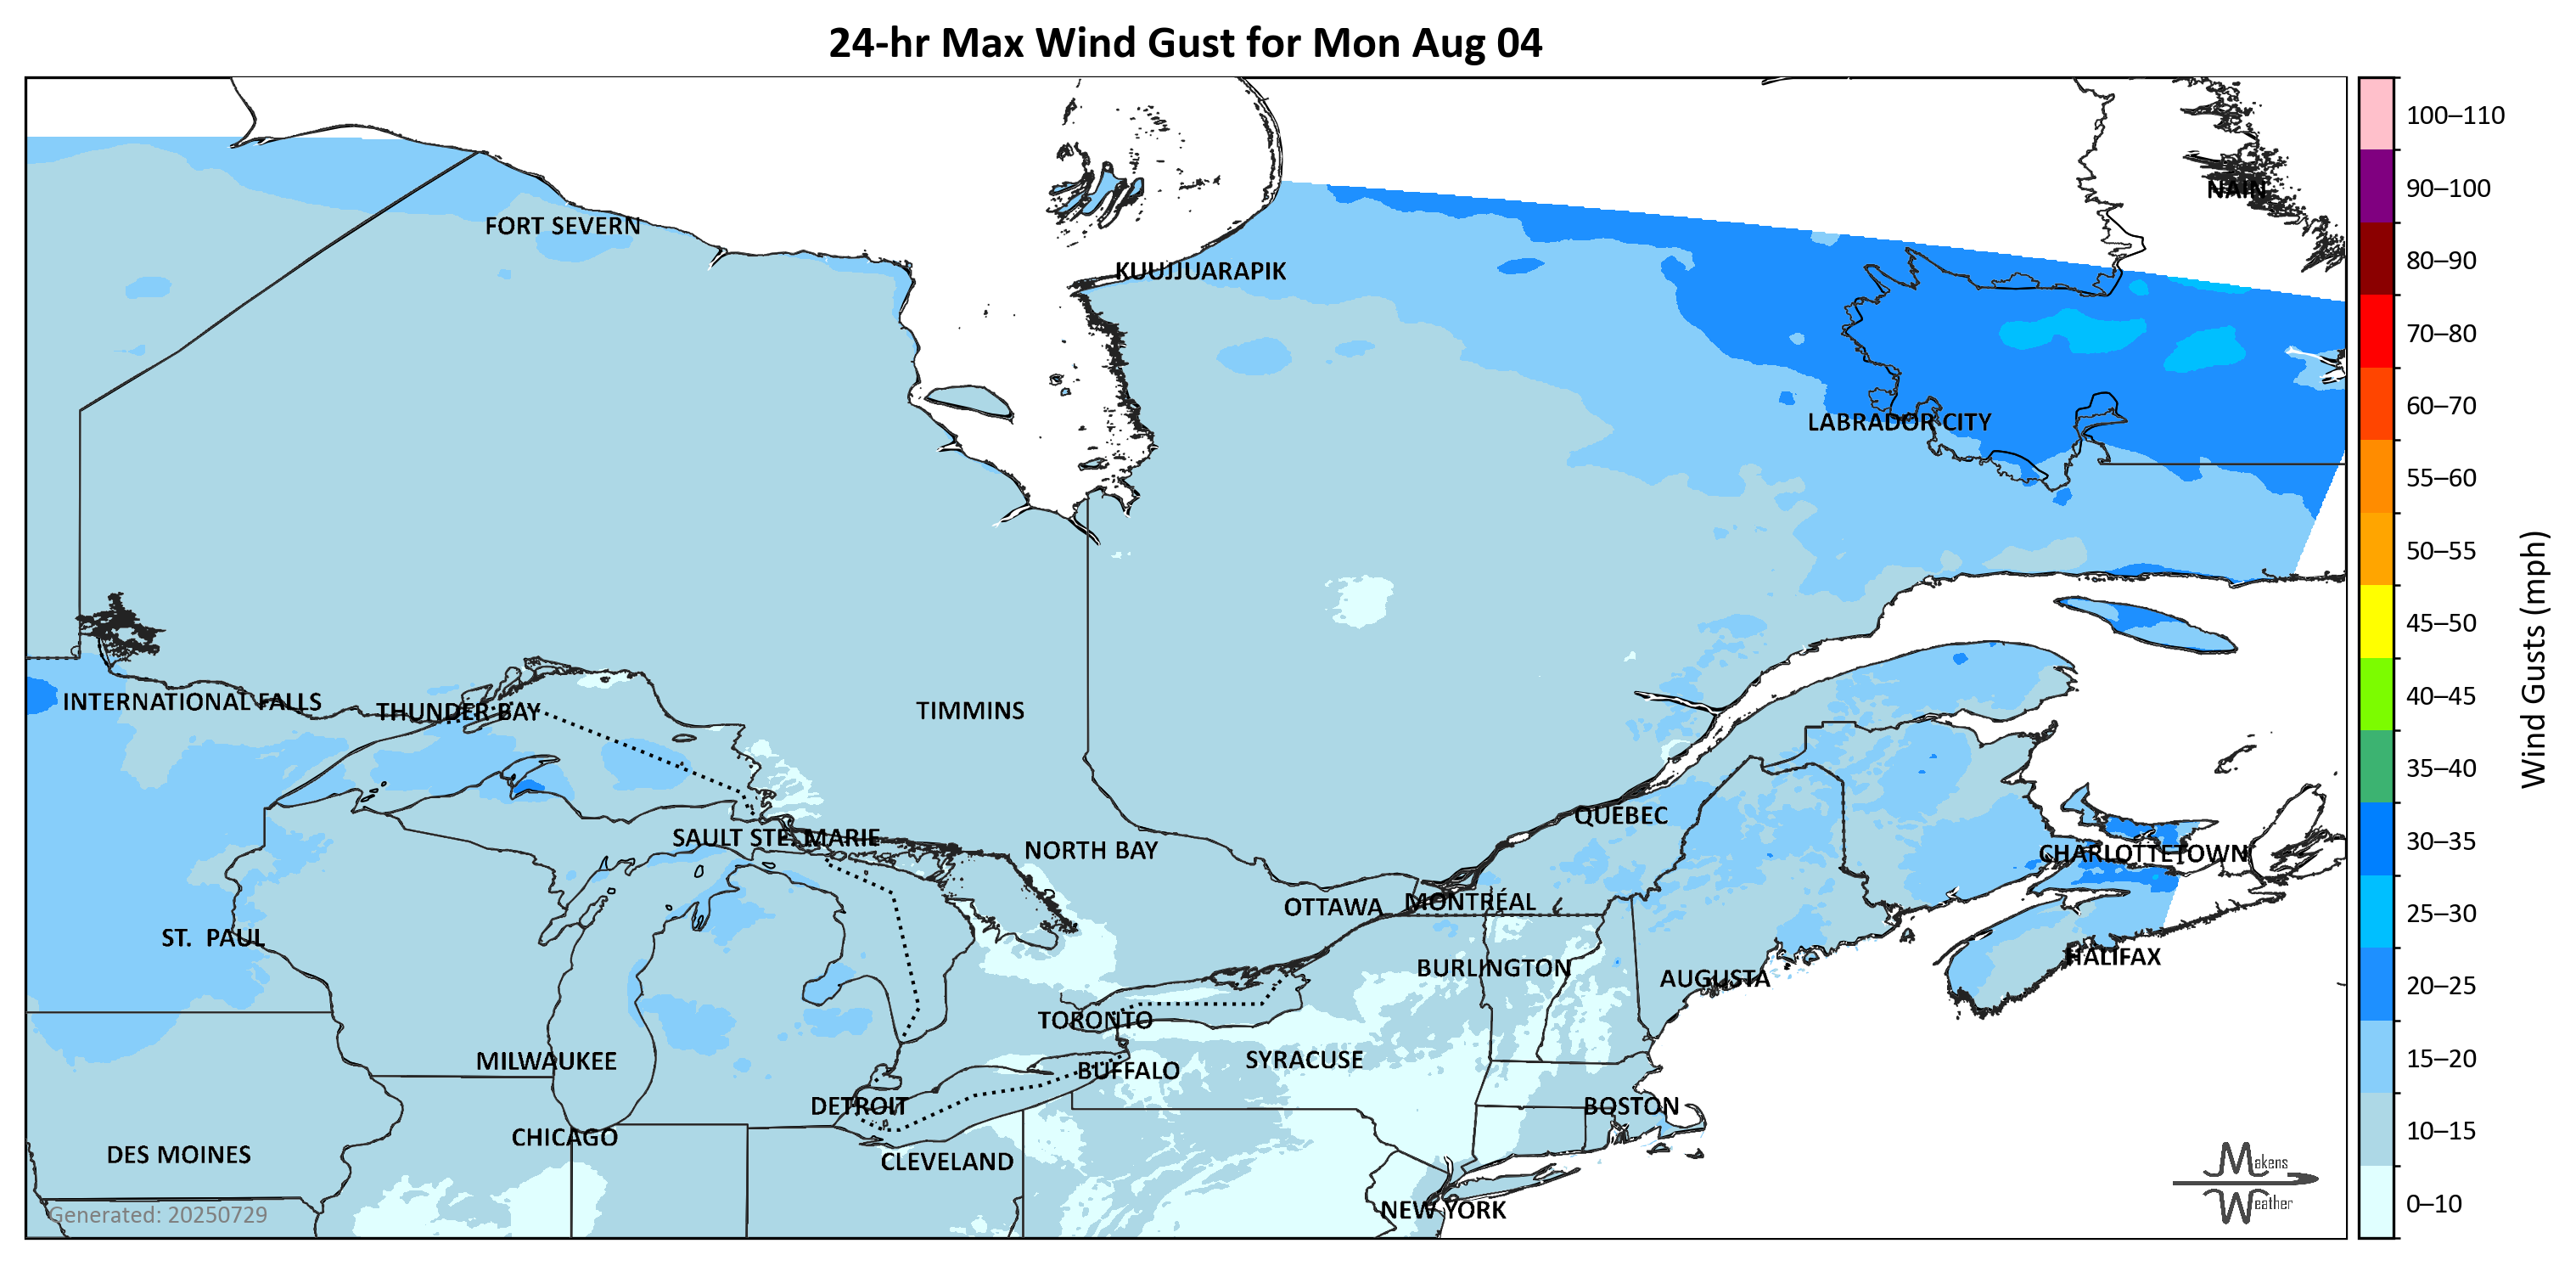 24-hr Max Wind Gust for Mon Aug 04
100–110
90–100
NAIN
FORT SEVERN
80–90
KUUJJUARAPIK
70–80
60–70
LABRADOR CITY
55–60
50–55
45–50
Wind Gusts (mph)
INTERNATIONAL FALLS
THUNDER BAY
TIMMINS
40–45
35–40
QUEBEC
SAULT STE. MARIE
NORTH BAY
CHARLOTTETOWN
30–35
OTTAWA
MONTRÉAL
25–30
ST. PAUL
BURLINGTON
AUGUSTA
HALIFAX
20–25
TORONTO
MILWAUKEE
SYRACUSE
15–20
BUFFALO
DETROIT
BOSTON
CHICAGO
10–15
DES MOINES
CLEVELAND
Makens
Weather
0–10
NEW YORK
Generated: 20250729